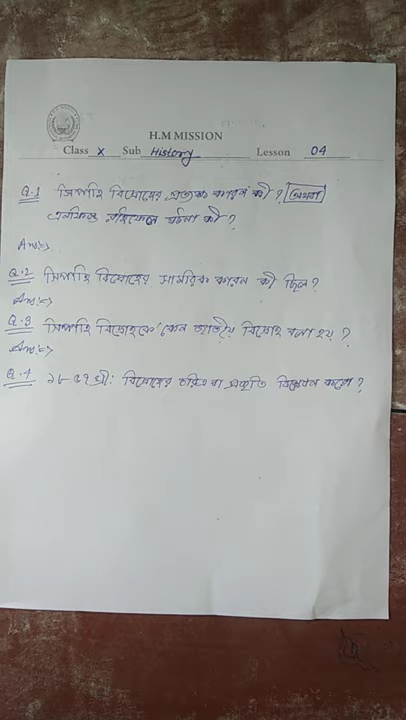 H.M MISSION
Class X Sub History Lesson 04
Q.1 সিপাহি বিদ্রোহের প্রত্যক্ষ কারণ কী? অথবা
এনফিল্ড রাইফেলে ঘটনা কী?
Ans:⇒
Q.2 সিপাহি বিদ্রোহের সামরিক কারন কী ছিল?
Ans:⇒
Q.3 সিপাহি বিদ্রোহকে কেন জাতীয় বিদ্রোহ বলা হয়?
Ans:⇒
Q.4 ১৮৫৭ খ্রী: বিদ্রোহের চরিত্র বা প্রকৃতি বিশ্লেষন করো?